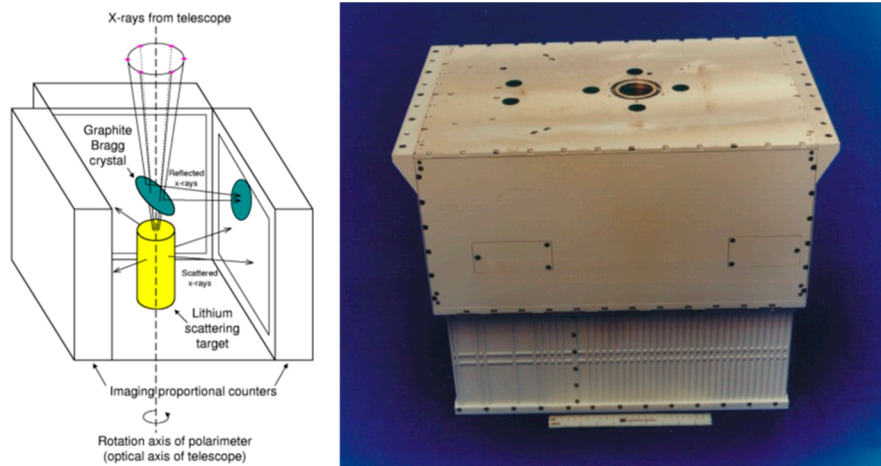 X-rays from telescope
Graphite
Bragg
crystal
Reflected
x-rays
Scattered
x-rays
Lithium
scattering
target
Imaging proportional counters
Rotation axis of polarimeter
(optical axis of telescope)